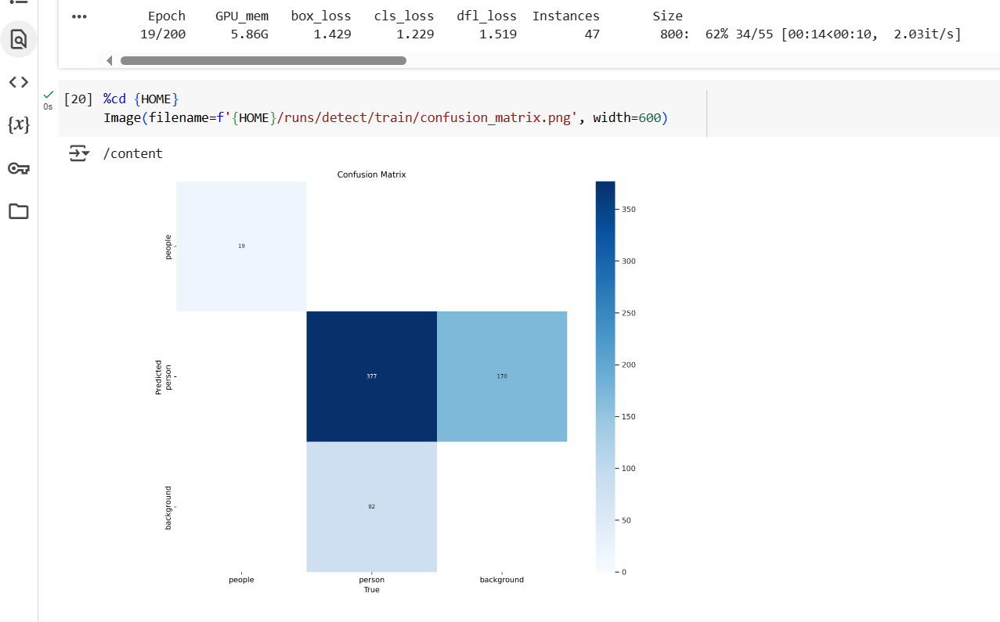 Epoch GPU_mem box_loss cls_loss dfl_loss Instances Size
19/200 5.86G 1.429 1.229 1.519 47 800: 62% 34/55 [00:14<00:10, 2.03it/s]
0s
[20] %cd {HOME}
Image(filename=f'{HOME}/runs/detect/train/confusion_matrix.png', width=600)
/content
Confusion Matrix
people
19
Predicted
person
377
170
background
82
people person background
True
350
300
250
200
150
100
50
0
{x}